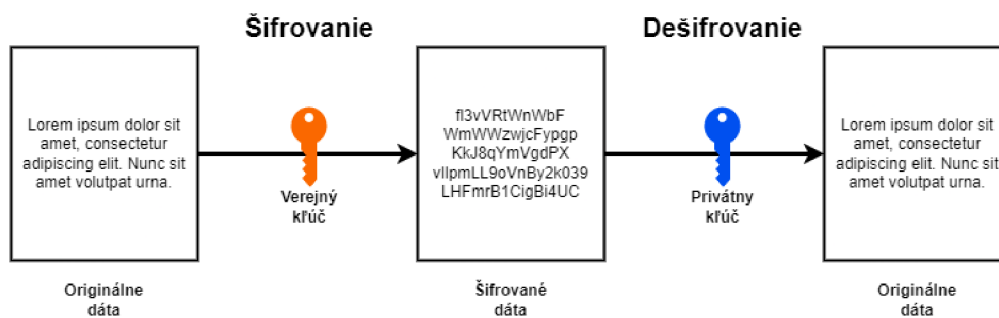 Šifrovanie
Dešifrovanie
Lorem ipsum dolor sit
amet, consectetur
adipiscing elit. Nunc sit
amet volutpat urna.
Verejný
kľúč
fl3vVRtWnWbF
WmWWzwjcFypgp
KkJ8qYmVgdPX
vIlpmLL9oVnBy2k039
LHFmrB1CigBi4UC
Privátny
kľúč
Lorem ipsum dolor sit
amet, consectetur
adipiscing elit. Nunc sit
amet volutpat urna.
Originálne
dáta
Šifrované
dáta
Originálne
dáta